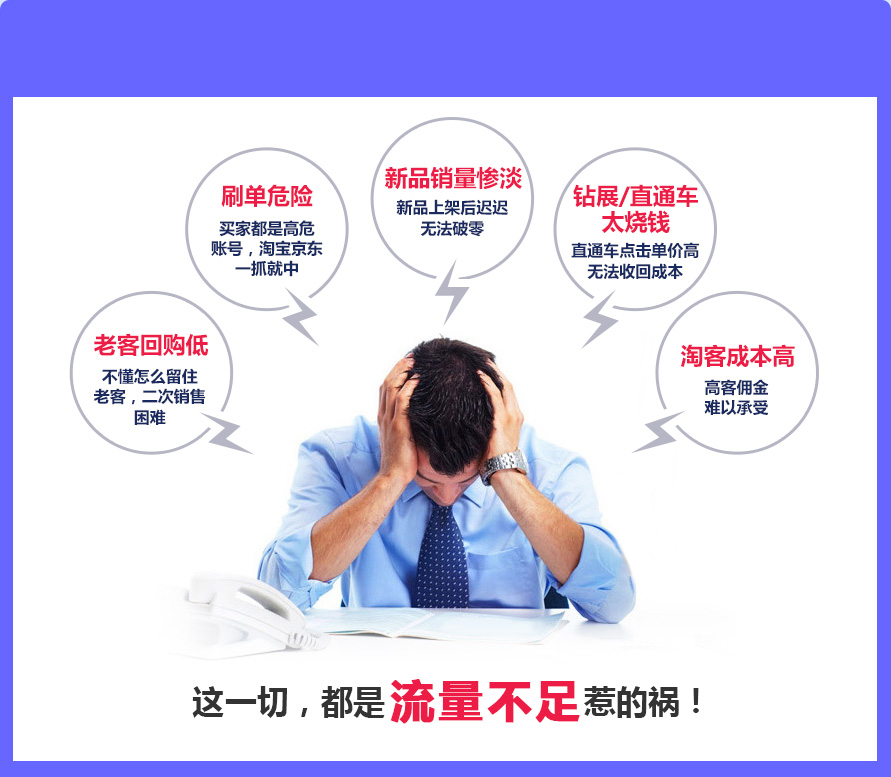 新品销量惨淡
新品上架后迟迟
无法破零
刷单危险
买家都是高危
账号，淘宝京东
一抓就中
钻展/直通车
太烧钱
直通车点击单价高
无法收回成本
老客回购低
不懂怎么留住
老客，二次销售
困难
淘客成本高
高客佣金
难以承受
这一切，都是流量不足惹的祸！